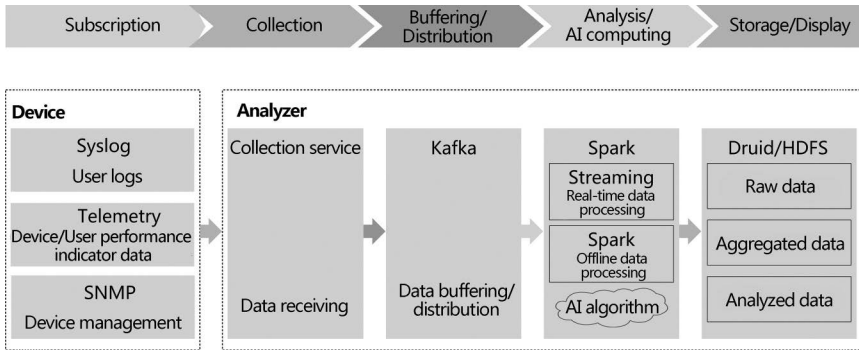 Subscription
Collection
Buffering/
Distribution
Analysis/
AI computing
Storage/Display
Device
Syslog
User logs
Telemetry
Device/User performance
indicator data
SNMP
Device management
Analyzer
Collection service
Data receiving
Kafka
Data buffering/
distribution
Spark
Streaming
Real-time data
processing
Spark
Offline data
processing
AI algorithm
Druid/HDFS
Raw data
Aggregated data
Analyzed data